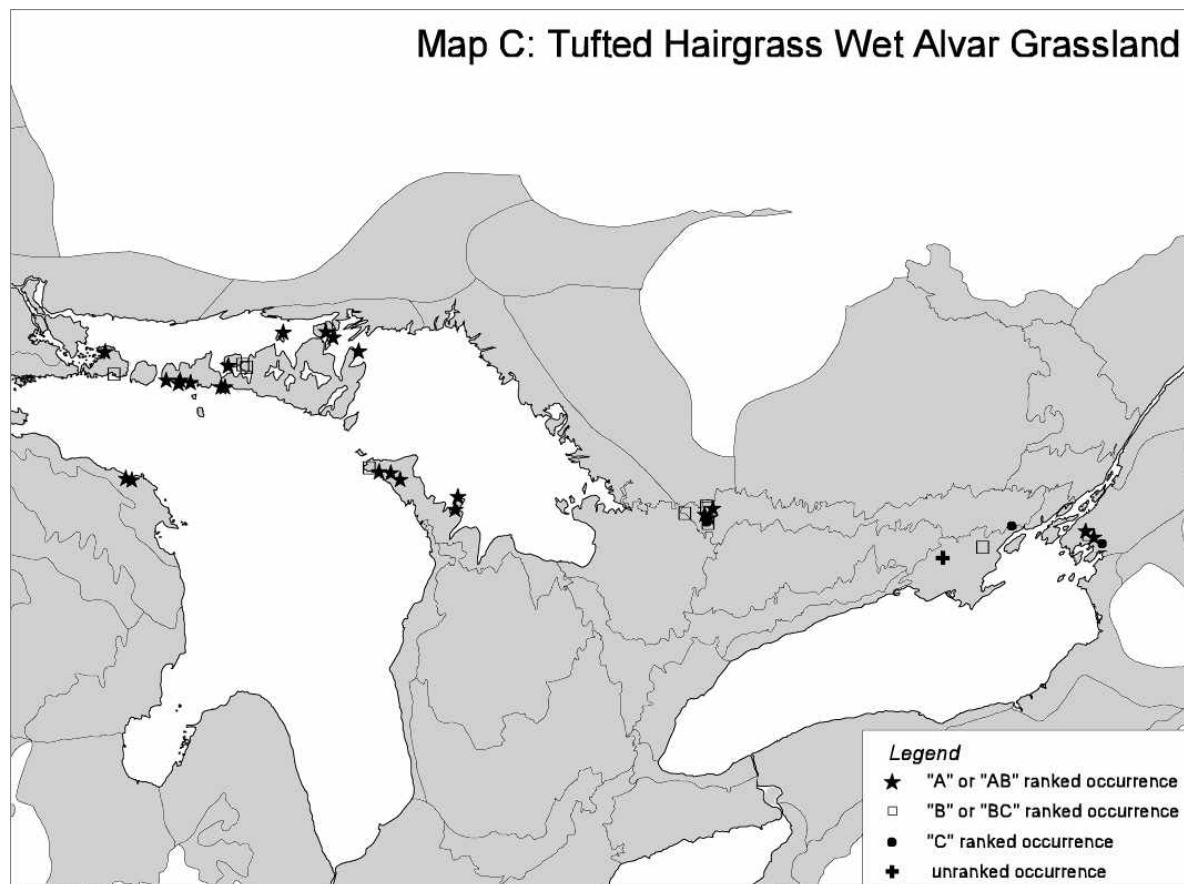 Map C: Tufted Hairgrass Wet Alvar Grassland
Legend
"A" or "AB" ranked occurrence
"B" or "BC" ranked occurrence
"C" ranked occurrence
unranked occurrence